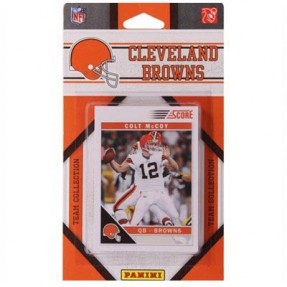 NFL
CLEVELAND
BROWNS
SCORE
COLT McCOY
12
QB - BROWNS
TEAM COLLECTION
TEAM COLLECTION
PANINI